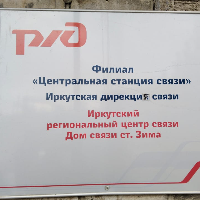 ржд
Филиал
«Центральная станция связи»
Иркутская дирекция связи
Иркутский
региональный центр связи
Дом связи ст. Зима